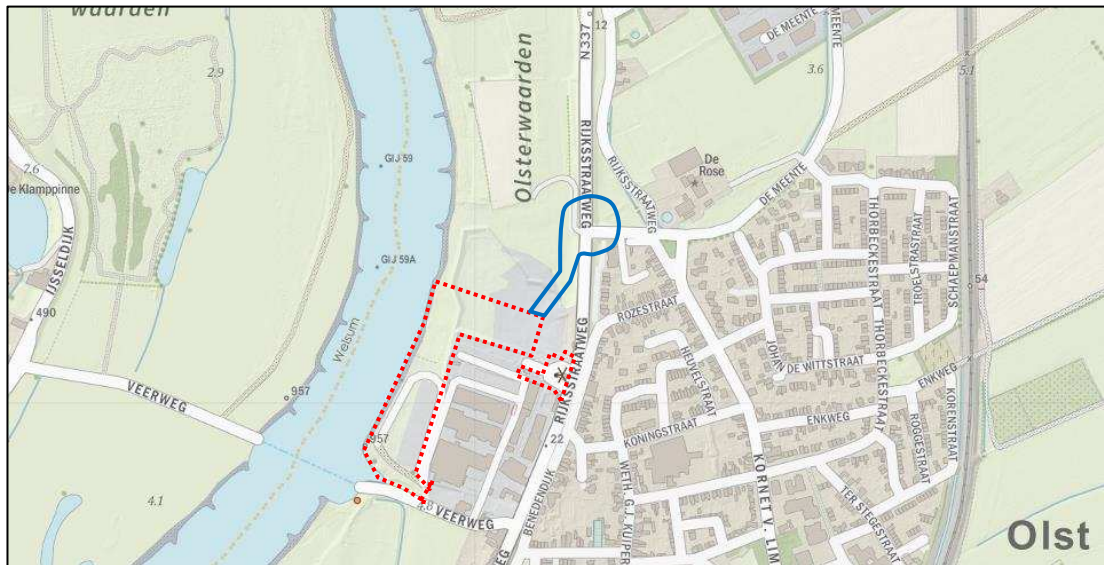 waarden
2.9
7.6
De Klamppinne
IJSSELDIJK
490
VEERWEG
957
4.1
Welsum
GIJ 59
GIJ 59A
957
4.6
VEERWEG
Olsterwaarden
N337
12
RIJKSSTRAATWEG
RIJKSSTRAATWEG
RIJKSSTRAATWEG
22
BENEDENDIJK
De
Rose
DE MEENTE
MEENTE
3.6
5.1
DE MEENTE
ROZESTRAAT
HEUVELSTRAAT
KONINGSTRAAT
WETH. G.J. KUIPER
KORNET V. LIM
JOHAN
DE WITTSTRAAT
THORBECKESTRAAT
THORBECKESTRAAT
TROELSTRASTRAAT
SCHAEPMANSTRAAT
54
ENKWEG
ENKWEG
KORENSTRAAT
ROGGESTRAAT
TER STEGESTRAAT
WEG
Olst